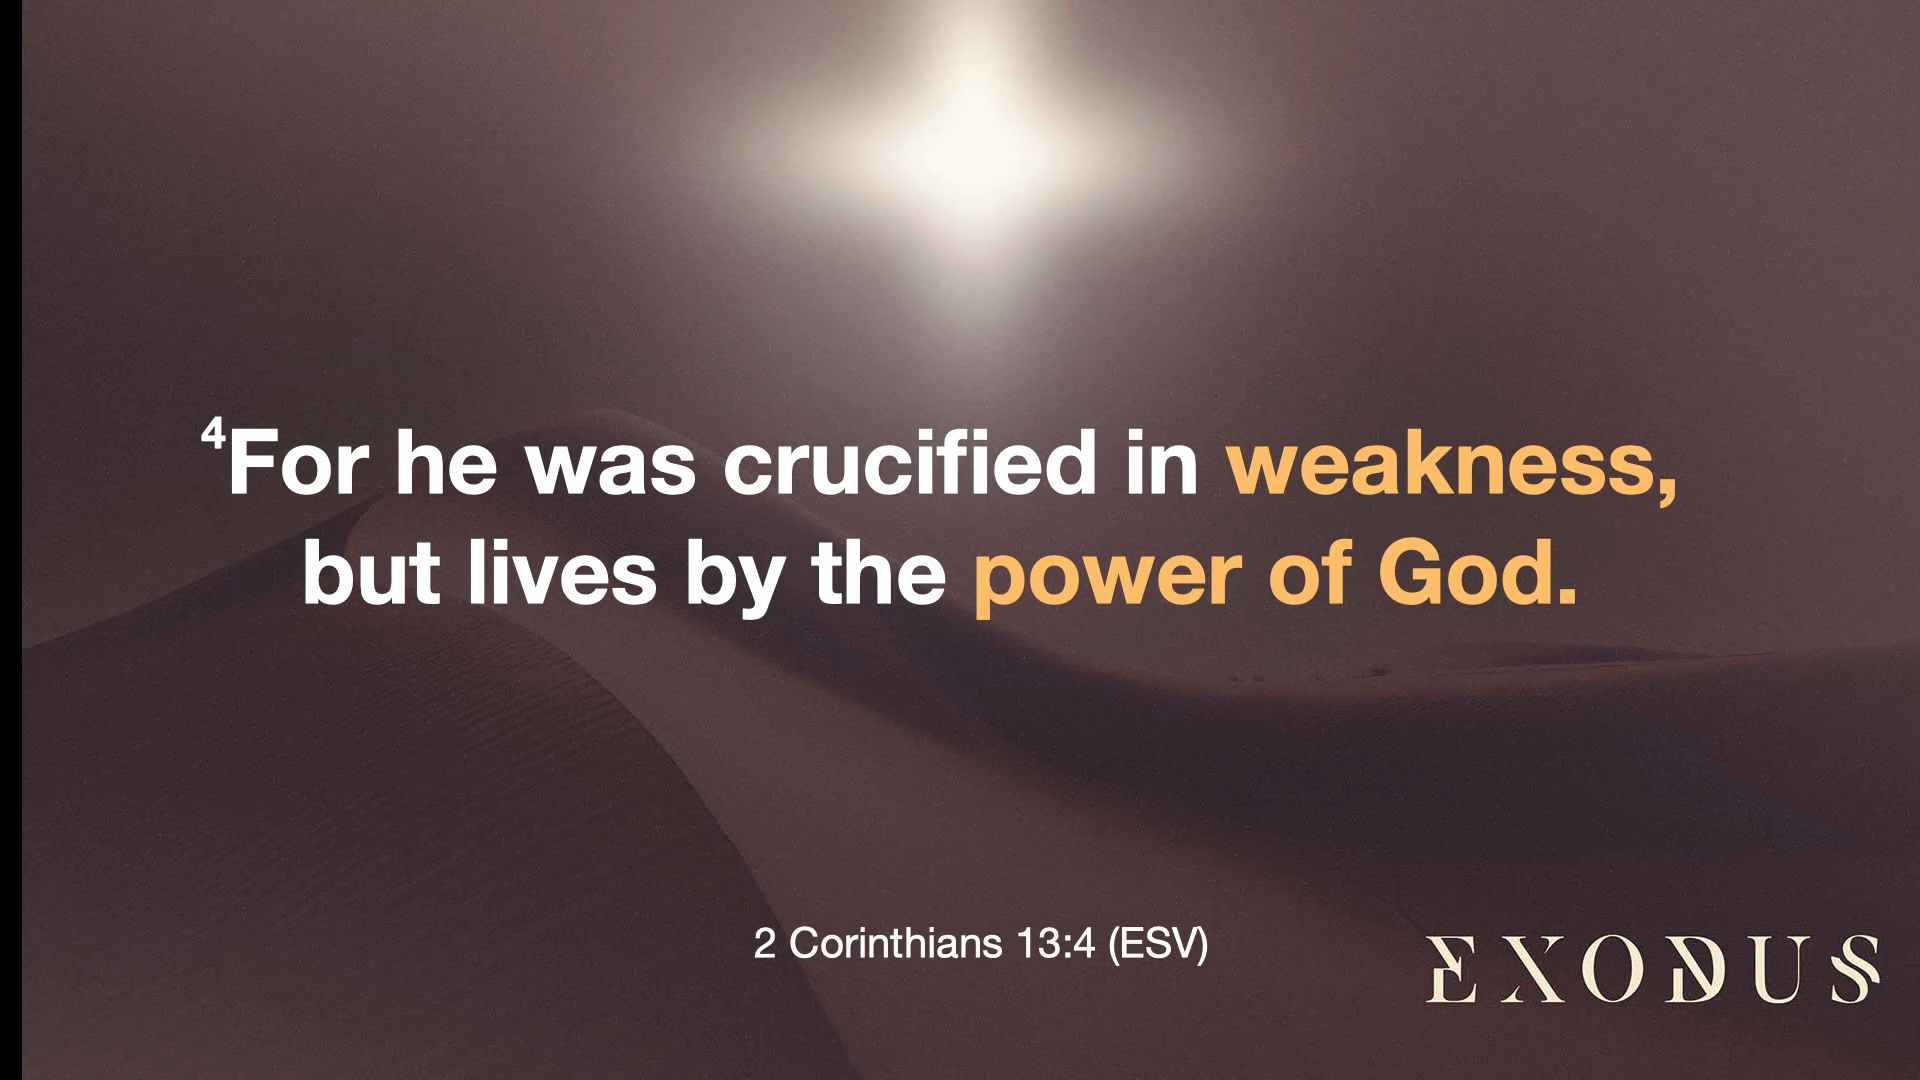 ⁴For he was crucified in weakness,
but lives by the power of God.
2 Corinthians 13:4 (ESV)
EXODUS